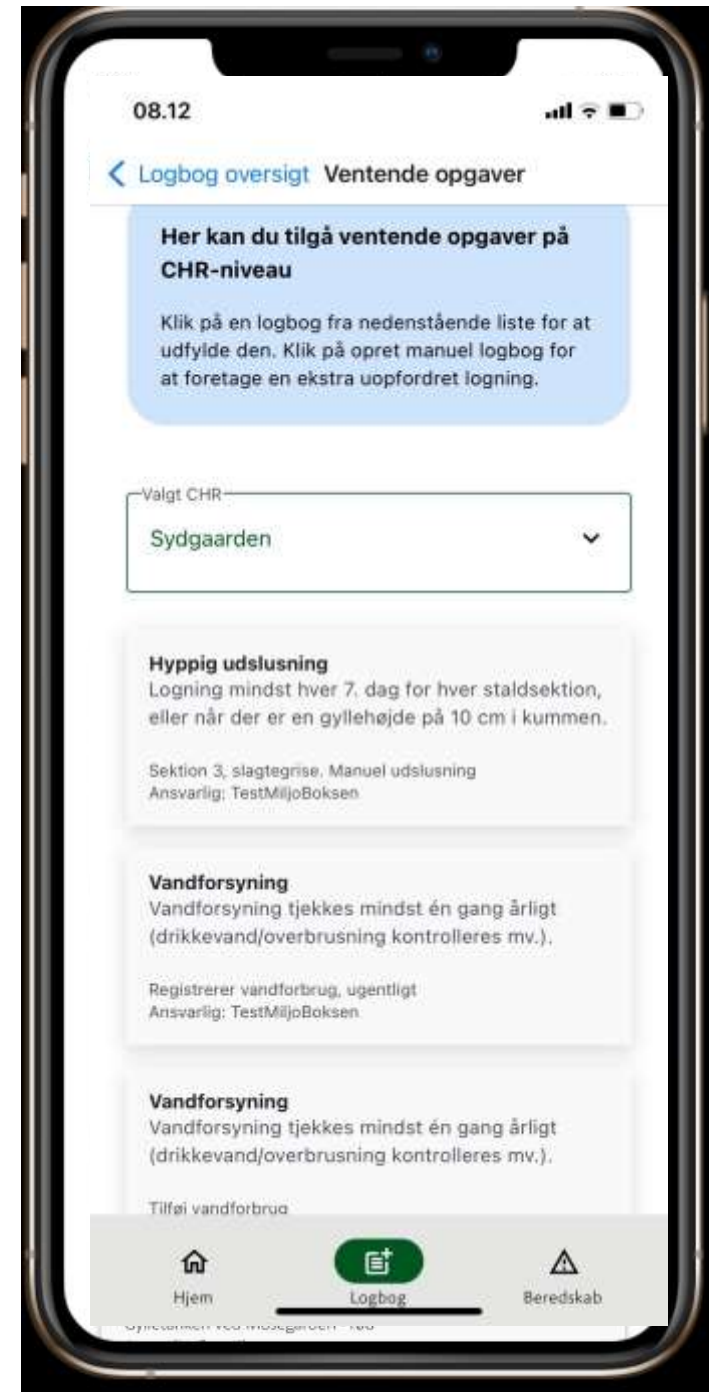 08.12
Logbog oversigt Ventende opgaver
Her kan du tilgå ventende opgaver på
CHR-niveau
Klik på en logbog fra nedenstående liste for at
udfylde den. Klik på opret manuel logbog for
at foretage en ekstra uopfordret logning.
Valgt CHR
Sydgaarden
Hyppig udslusning
Logning mindst hver 7. dag for hver staldsektion,
eller når der er en gyllehøjde på 10 cm i kummen.
Sektion 3, slagtegrise. Manuel udslusning
Ansvarlig: TestMiljoBoksen
Vandforsyning
Vandforsyning tjekkes mindst én gang årligt
(drikkevand/overbrusning kontrolleres mv.).
Registrerer vandforbrug, ugentligt
Ansvarlig: TestMiljoBoksen
Vandforsyning
Vandforsyning tjekkes mindst én gang årligt
(drikkevand/overbrusning kontrolleres mv.).
Tilføj vandforbrug
Hjem
Logbog
Beredskab